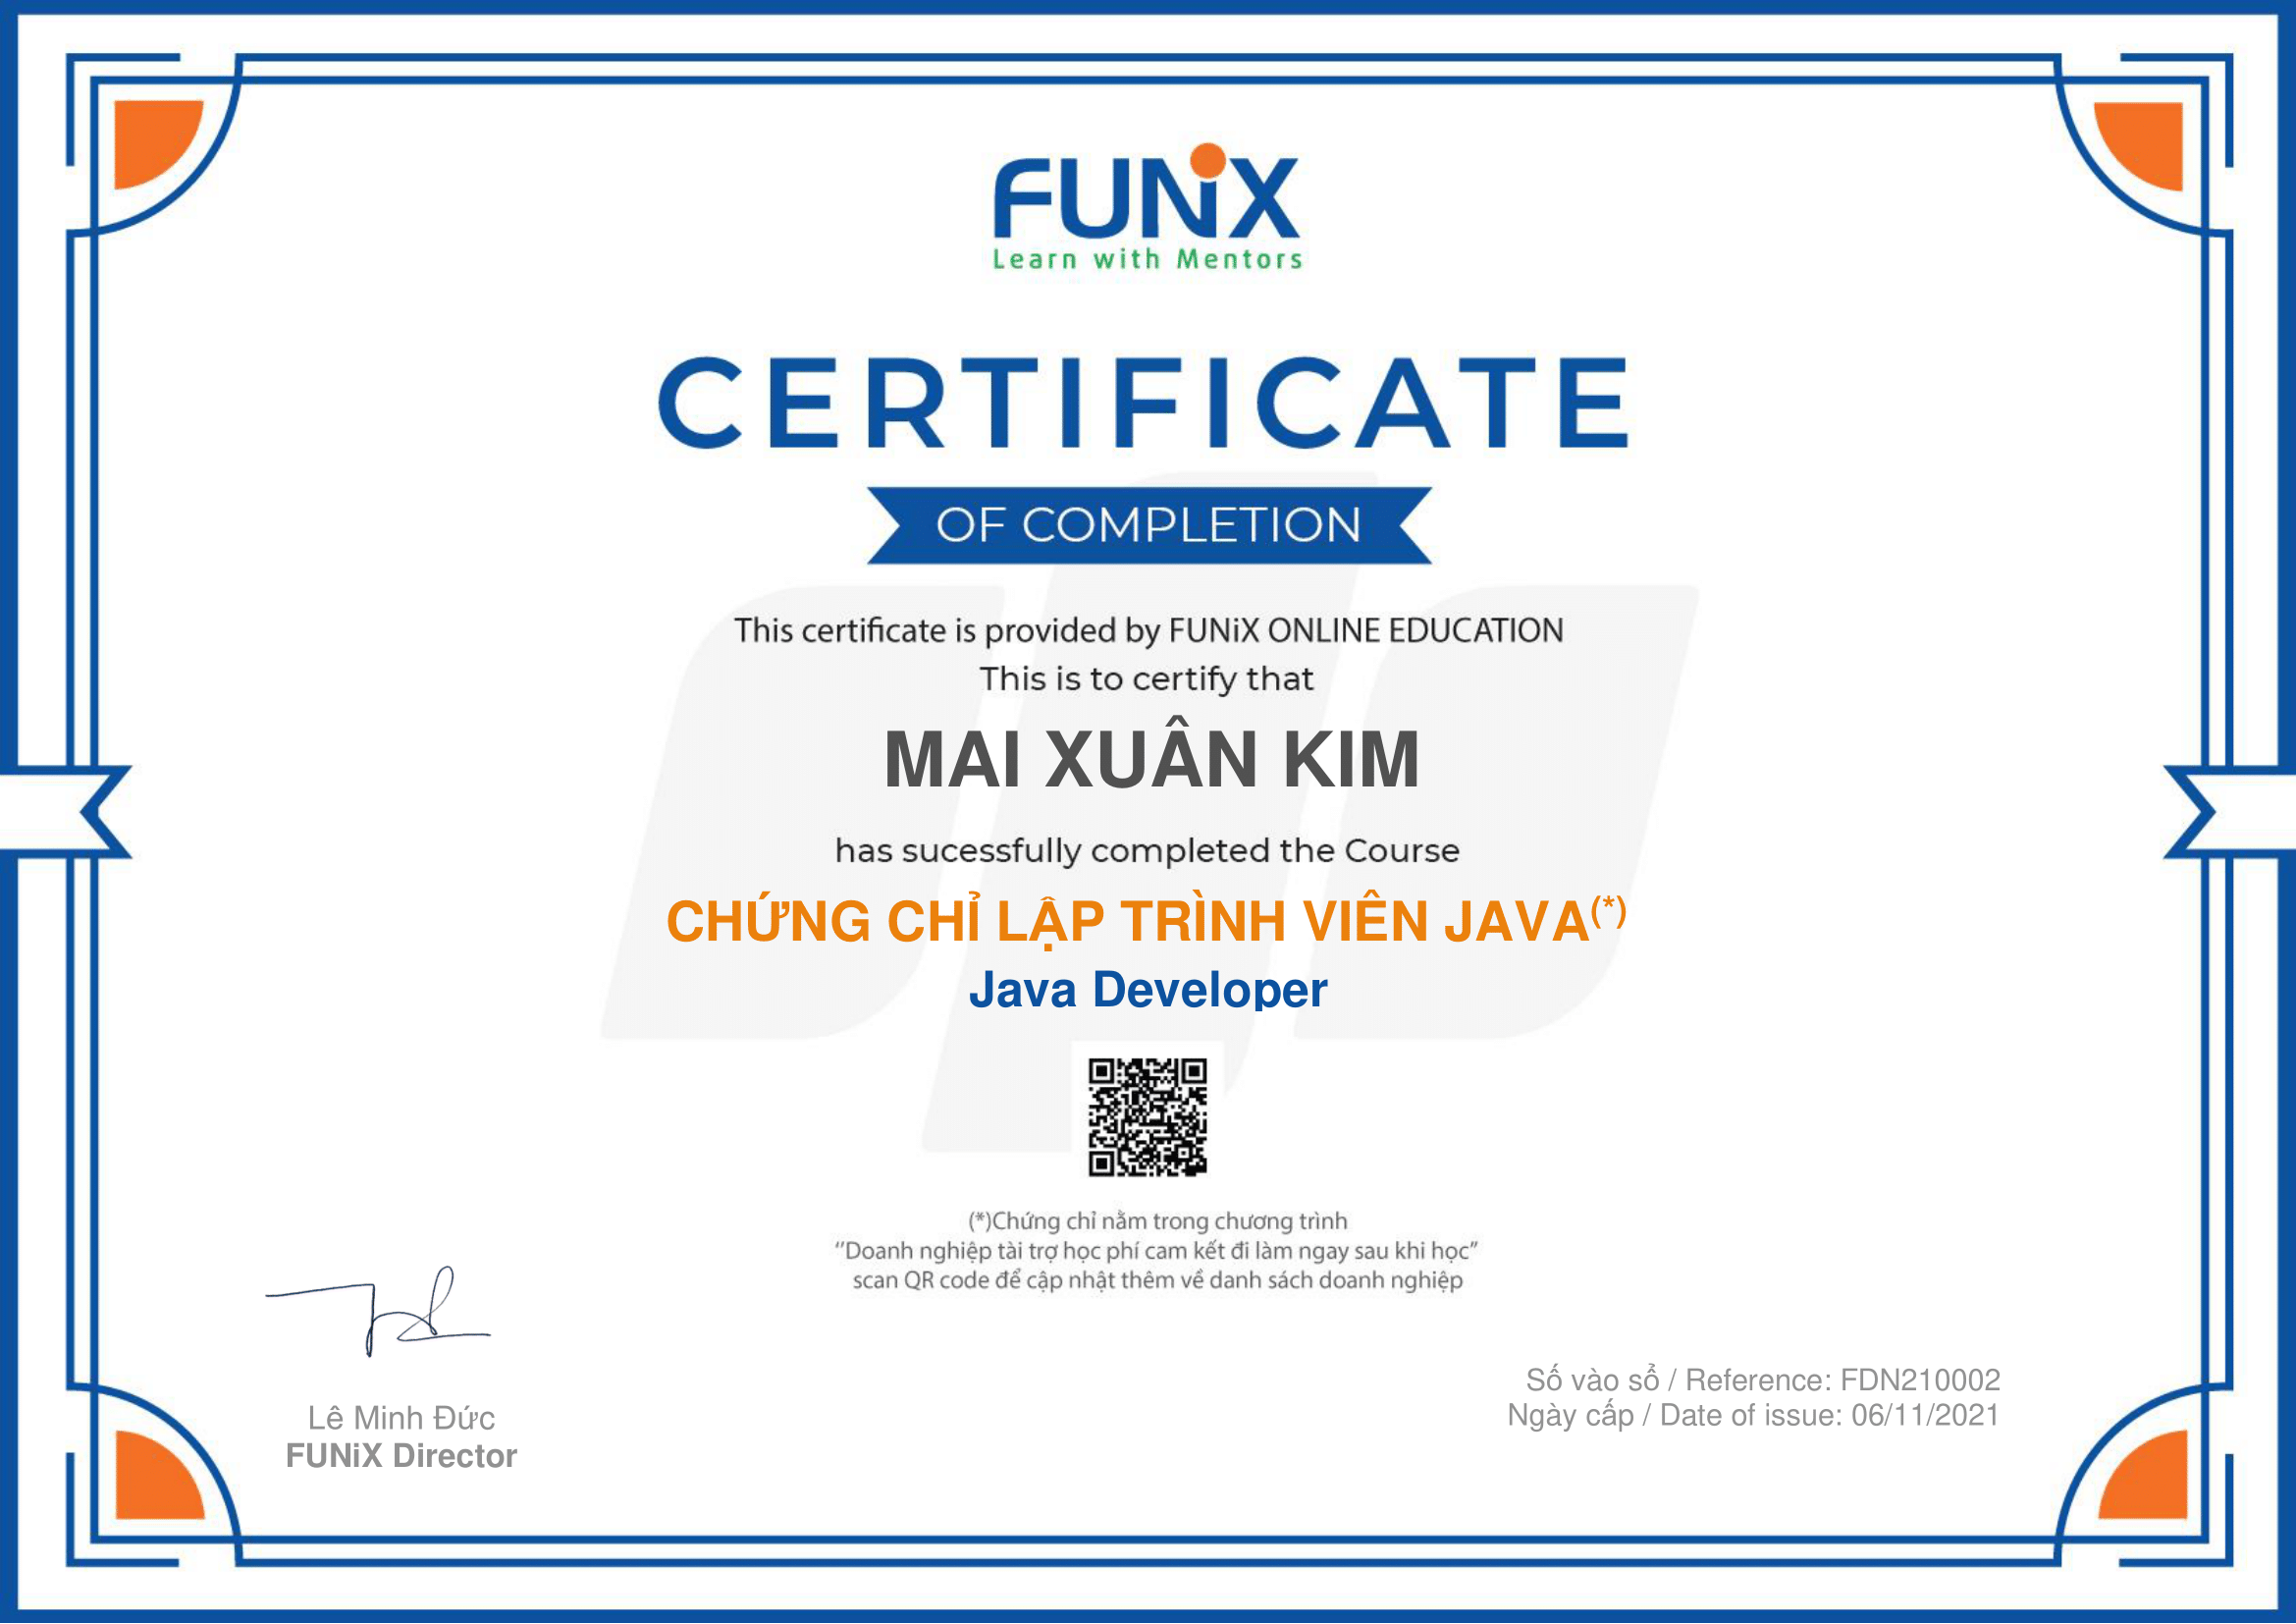 FUNiX
Learn with Mentors
CERTIFICATE
OF COMPLETION
This certificate is provided by FUNiX ONLINE EDUCATION
This is to certify that
MAI XUÂN KIM
has sucessfully completed the Course
CHỨNG CHỈ LẬP TRÌNH VIÊN JAVA(*)
Java Developer
(*)Chứng chỉ nằm trong chương trình
‘’Doanh nghiệp tài trợ học phí cam kết đi làm ngay sau khi học”
scan QR code để cập nhật thêm về danh sách doanh nghiệp
Lê Minh Đức
FUNiX Director
Số vào sổ / Reference: FDN210002
Ngày cấp / Date of issue: 06/11/2021